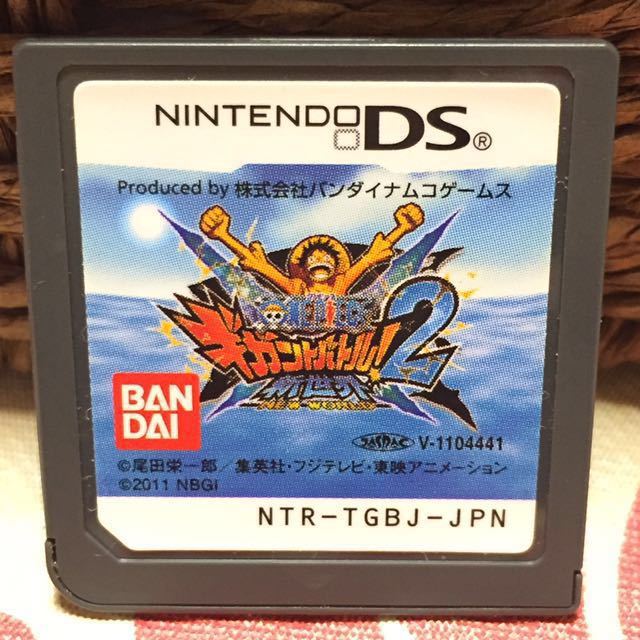 NINTENDO DS®
Produced by 株式会社バンダイナムコゲームス
ONE PIECE
ギガントバトル!2
新世界
NEW WORLD
BAN
DAI
JASRAC V-1104441
©尾田栄一郎/集英社・フジテレビ・東映アニメーション
©2011 NBGI
NTR-TGBJ-JPN